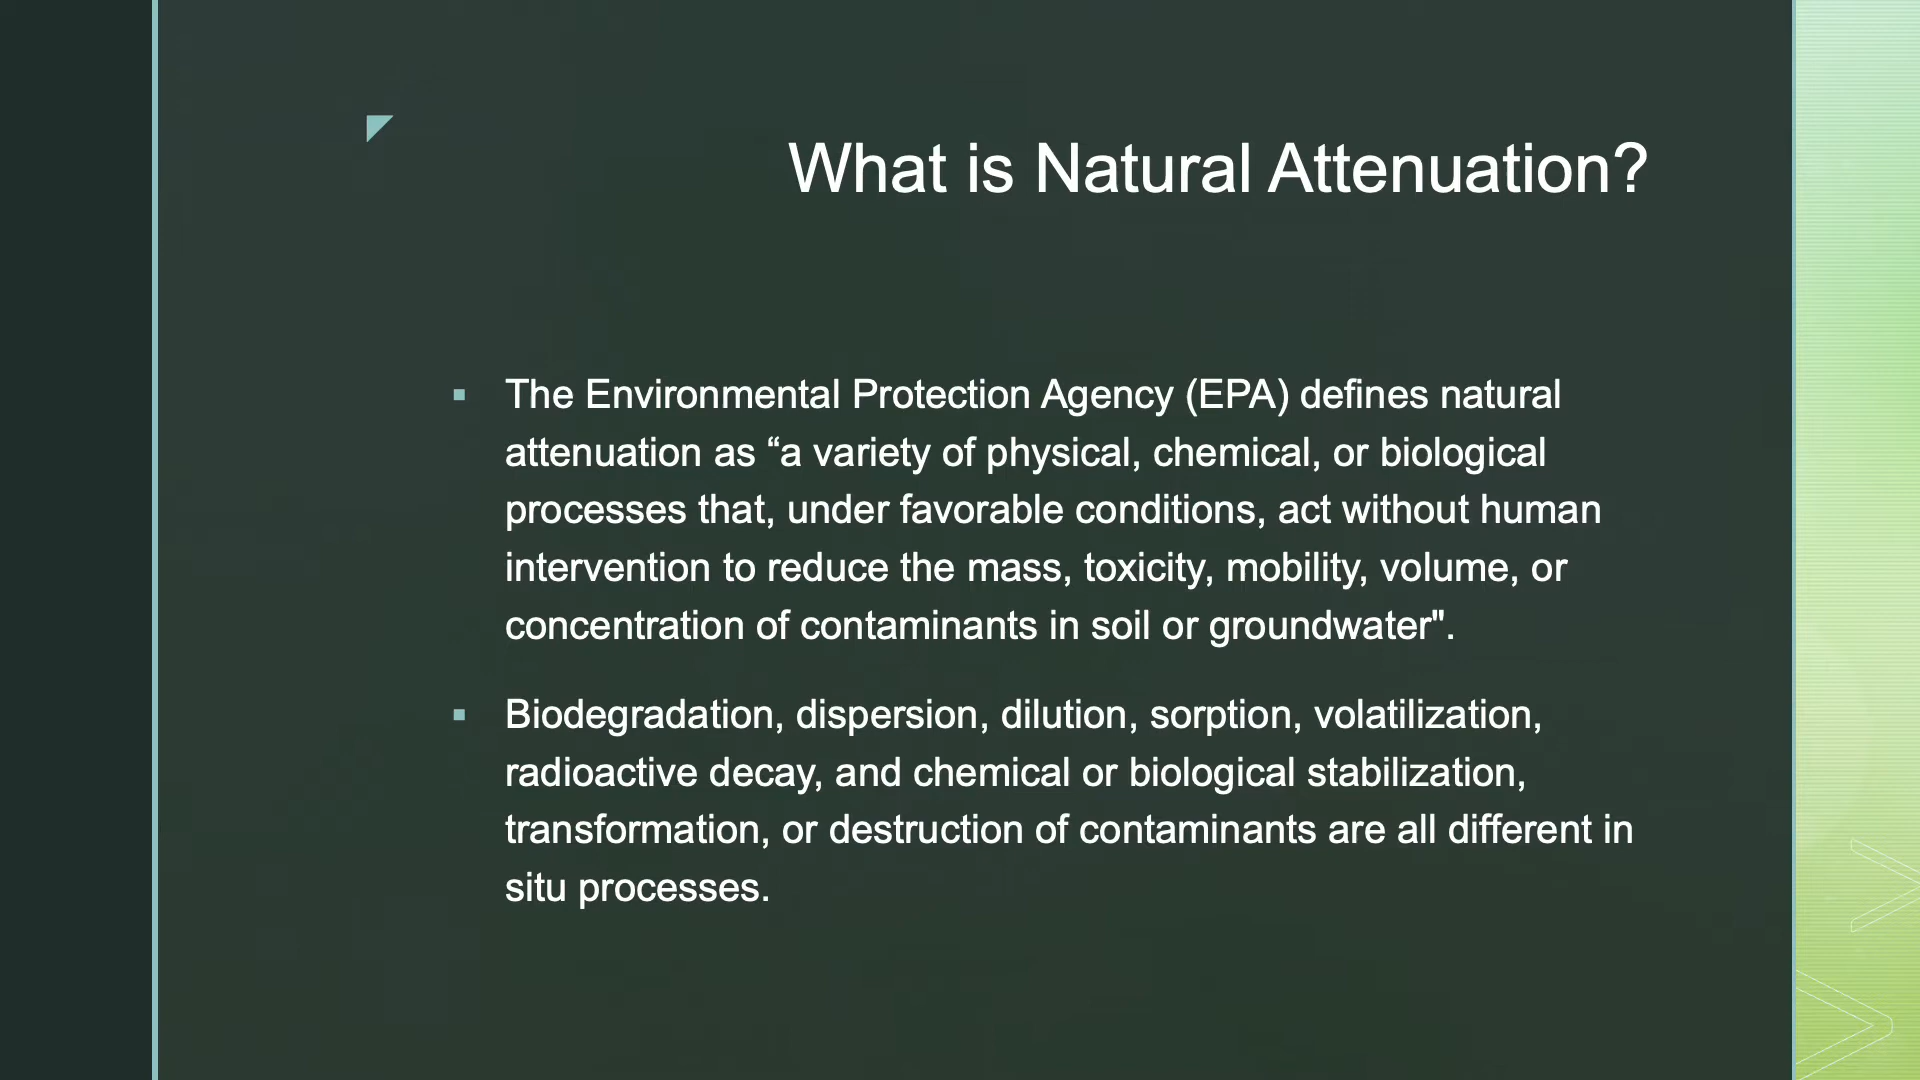 What is Natural Attenuation?
▪ The Environmental Protection Agency (EPA) defines natural
attenuation as “a variety of physical, chemical, or biological
processes that, under favorable conditions, act without human
intervention to reduce the mass, toxicity, mobility, volume, or
concentration of contaminants in soil or groundwater".
▪ Biodegradation, dispersion, dilution, sorption, volatilization,
radioactive decay, and chemical or biological stabilization,
transformation, or destruction of contaminants are all different in
situ processes.